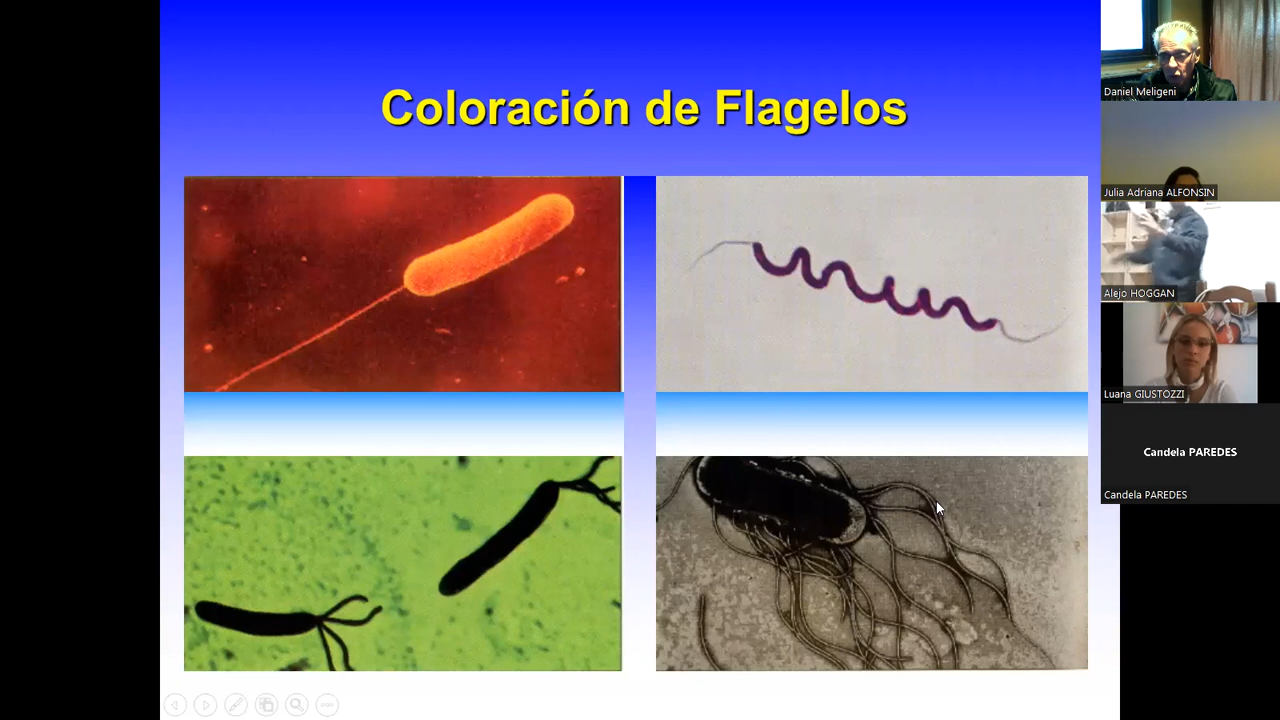 Coloración de Flagelos
Daniel Meligeni
Julia Adriana ALFONSIN
Alejo HOGGAN
Luana GIUSTOZZI
Candela PAREDES
Candela PAREDES